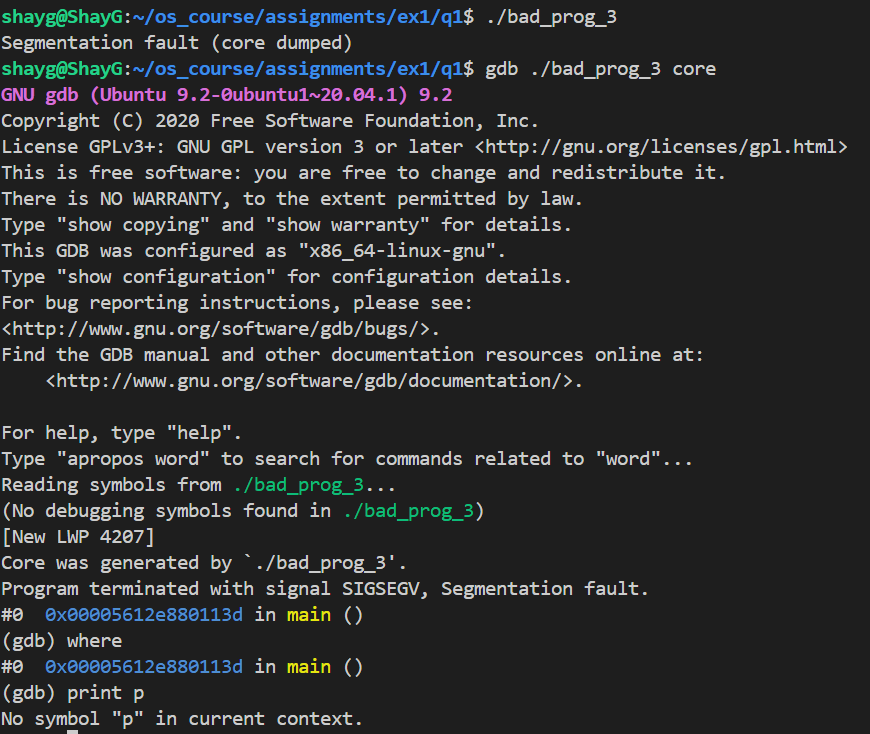 shayg@ShayG:~/os_course/assignments/ex1/q1$ ./bad_prog_3
Segmentation fault (core dumped)
shayg@ShayG:~/os_course/assignments/ex1/q1$ gdb ./bad_prog_3 core
GNU gdb (Ubuntu 9.2-0ubuntu1~20.04.1) 9.2
Copyright (C) 2020 Free Software Foundation, Inc.
License GPLv3+: GNU GPL version 3 or later <http://gnu.org/licenses/gpl.html>
This is free software: you are free to change and redistribute it.
There is NO WARRANTY, to the extent permitted by law.
Type "show copying" and "show warranty" for details.
This GDB was configured as "x86_64-linux-gnu".
Type "show configuration" for configuration details.
For bug reporting instructions, please see:
<http://www.gnu.org/software/gdb/bugs/>.
Find the GDB manual and other documentation resources online at:
    <http://www.gnu.org/software/gdb/documentation/>.

For help, type "help".
Type "apropos word" to search for commands related to "word"...
Reading symbols from ./bad_prog_3...
(No debugging symbols found in ./bad_prog_3)
[New LWP 4207]
Core was generated by `./bad_prog_3'.
Program terminated with signal SIGSEGV, Segmentation fault.
#0  0x00005612e880113d in main ()
(gdb) where
#0  0x00005612e880113d in main ()
(gdb) print p
No symbol "p" in current context.